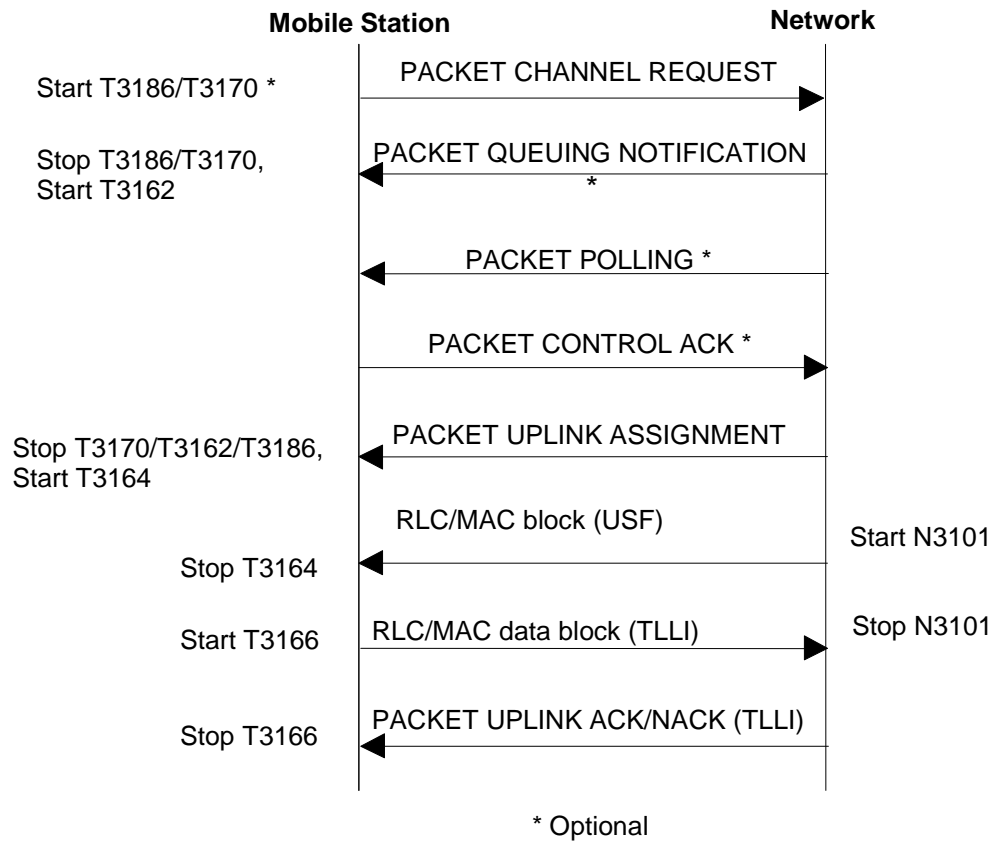 Mobile Station
Network
Start T3186/T3170 *
PACKET CHANNEL REQUEST
Stop T3186/T3170,
Start T3162
PACKET QUEUING NOTIFICATION
*
PACKET POLLING *
PACKET CONTROL ACK *
Stop T3170/T3162/T3186,
Start T3164
PACKET UPLINK ASSIGNMENT
RLC/MAC block (USF)
Start N3101
Stop T3164
Start T3166
RLC/MAC data block (TLLI)
Stop N3101
PACKET UPLINK ACK/NACK (TLLI)
Stop T3166
* Optional